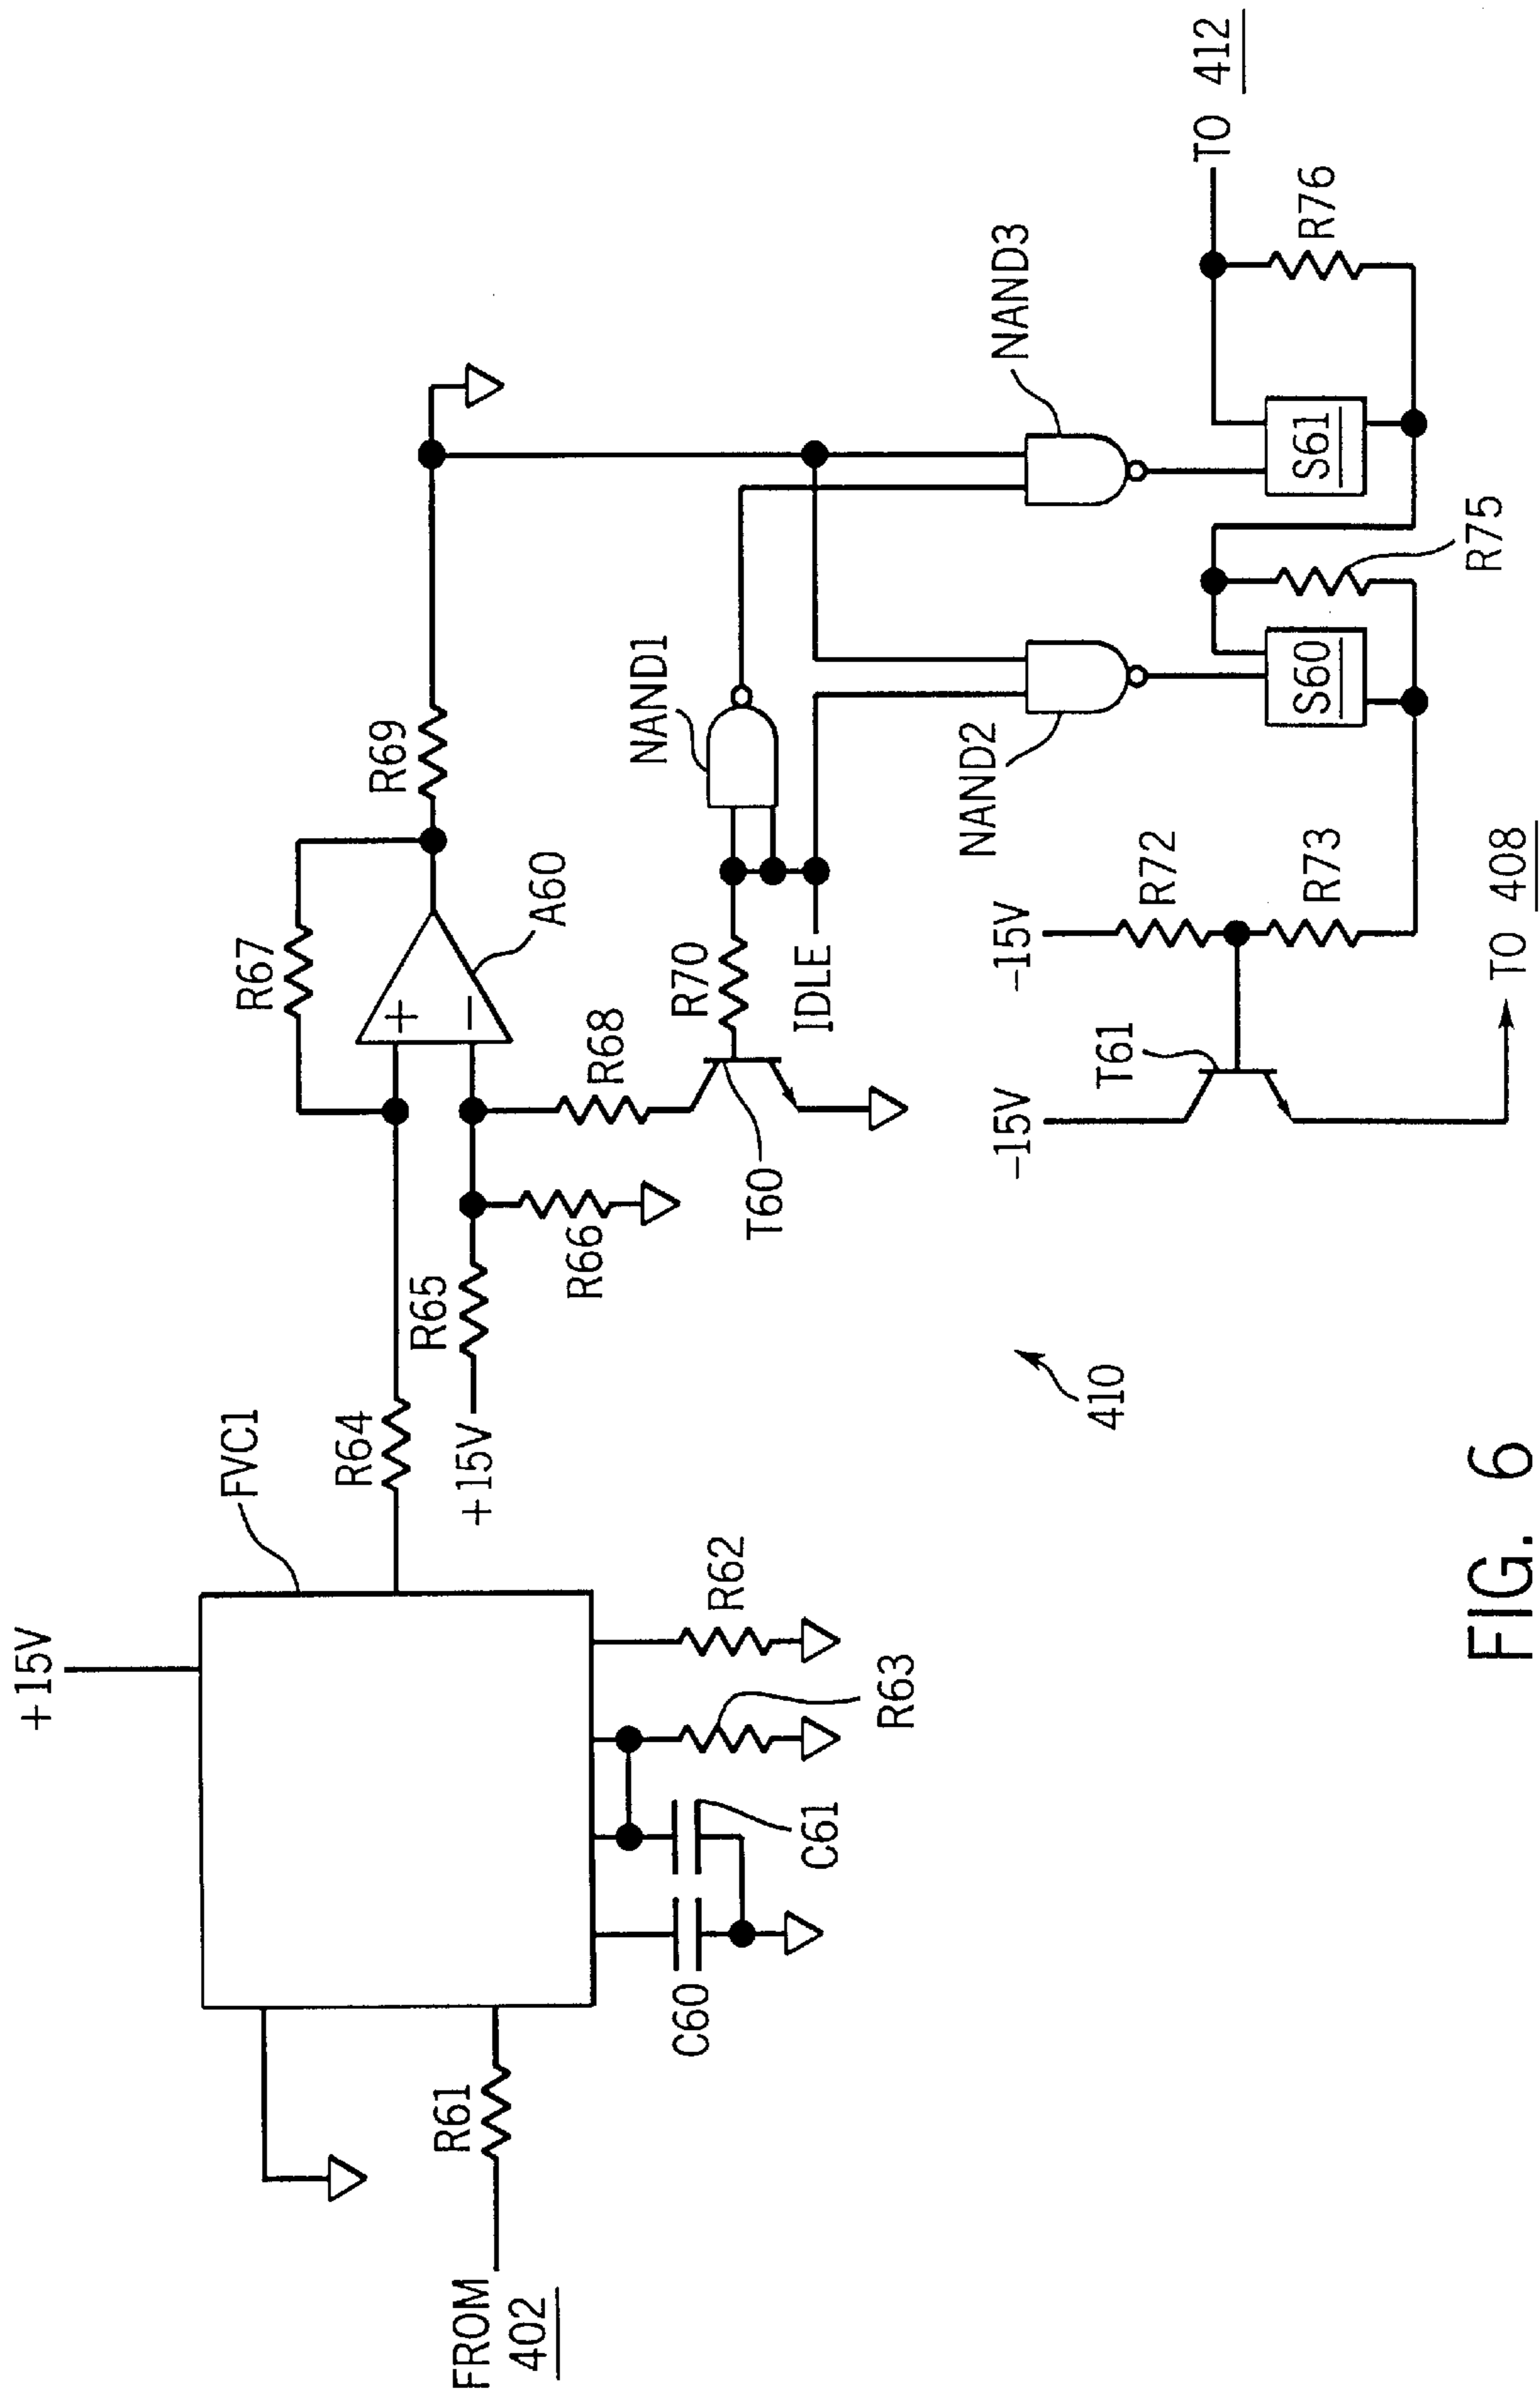 +15V
FVC1
FROM
402
R61
C60
C61
R63
R62
R64
+15V
R65
R66
R67
A60
R68
T60
R69
R70
IDLE
NAND1
NAND2
NAND3
-15V
T61
-15V
R72
R73
TO 408
S60
R75
S61
R76
TO 412
410
FIG. 6